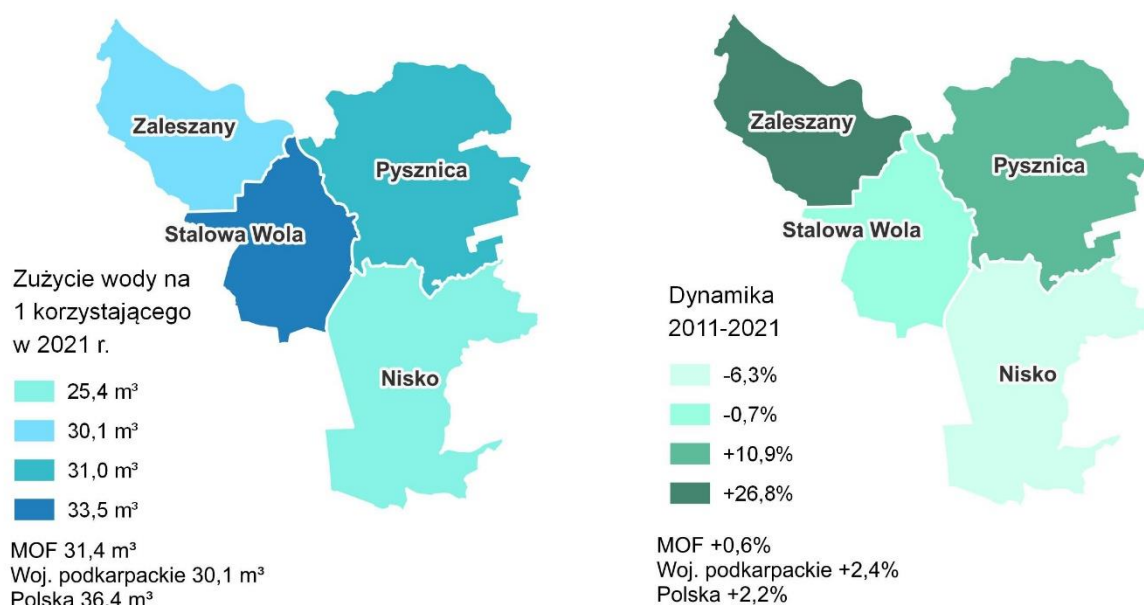 Zaleszany
Pysznica
Stalowa Wola
Nisko
Zużycie wody na
1 korzystającego
w 2021 r.
25,4 m³
30,1 m³
31,0 m³
33,5 m³
MOF 31,4 m³
Woj. podkarpackie 30,1 m³
Polska 36,4 m³
Zaleszany
Pysznica
Stalowa Wola
Nisko
Dynamika
2011-2021
-6,3%
-0,7%
+10,9%
+26,8%
MOF +0,6%
Woj. podkarpackie +2,4%
Polska +2,2%